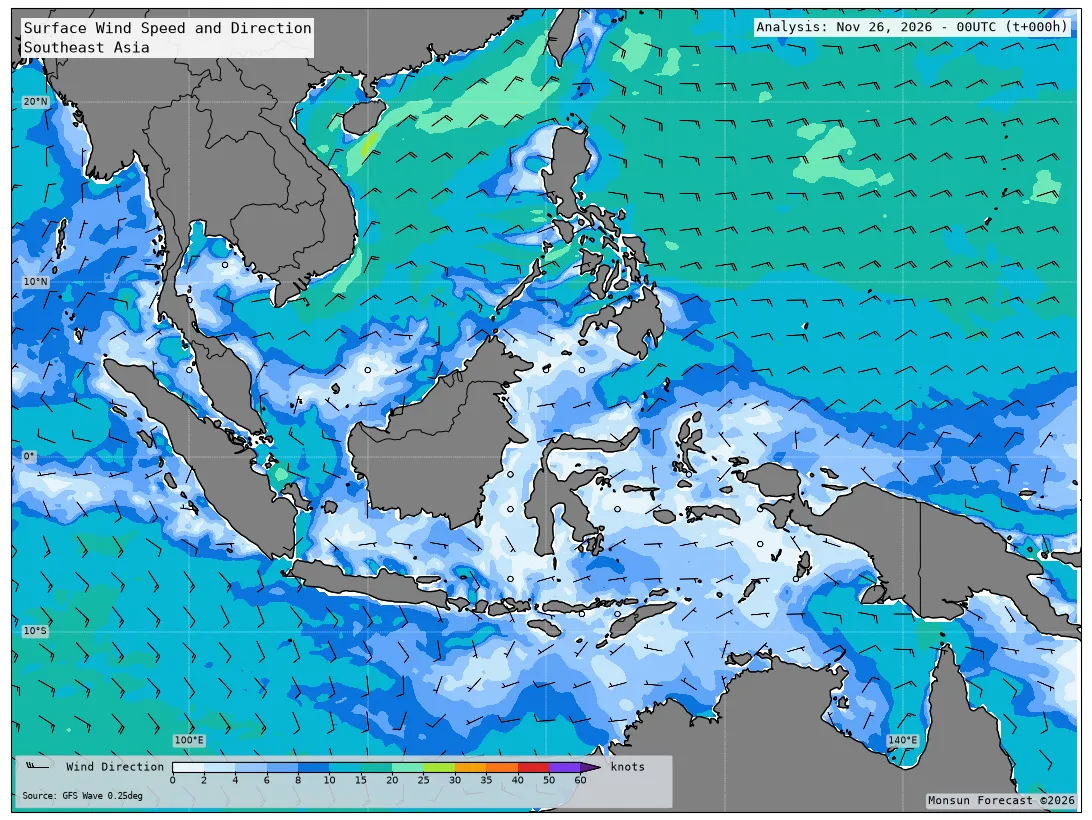 Surface Wind Speed and Direction
Southeast Asia
Analysis: Nov 26, 2026 - 00UTC (t+000h)
20°N
10°N
0°
10°S
100°E
140°E
Wind Direction
0 2 4 6 8 10 15 20 25 30 35 40 50 60
knots
Source: GFS Wave 0.25deg
Monsun Forecast ©2026